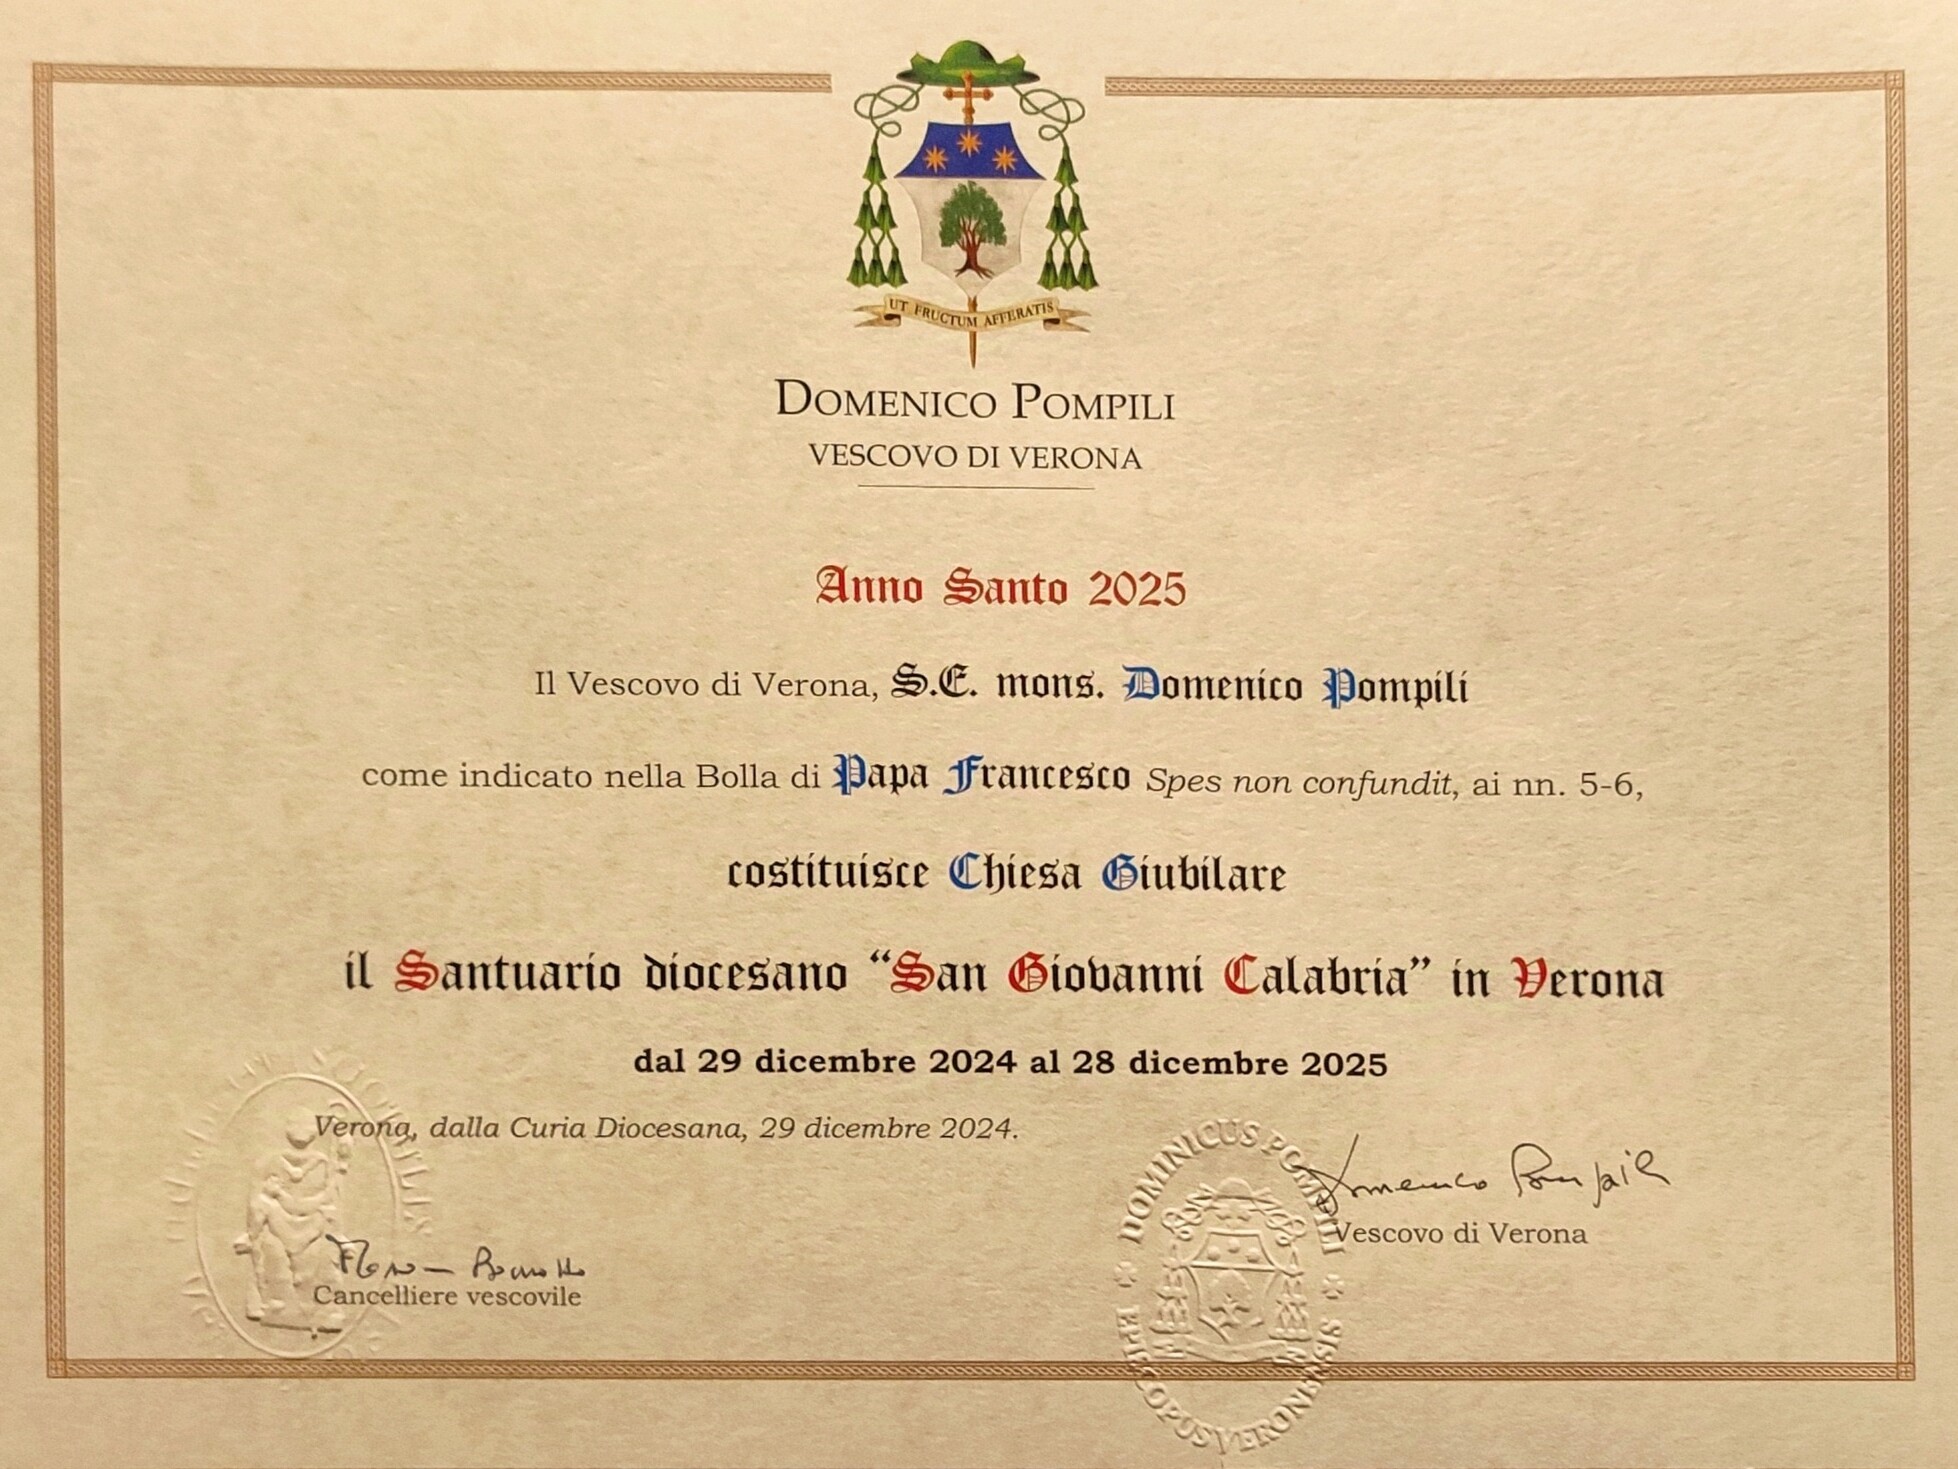 UT FRUCTUM AFFERATIS
DOMENICO POMPILI
VESCOVO DI VERONA
Anno Santo 2025
Il Vescovo di Verona, S.E. mons. Domenico Pompili
come indicato nella Bolla di Papa Francesco Spes non confundit, ai nn. 5-6,
costituisce Chiesa Giubilare
il Santuario diocesano “San Giovanni Calabria” in Verona
dal 29 dicembre 2024 al 28 dicembre 2025
Verona, dalla Curia Diocesana, 29 dicembre 2024.
Domenico Pompili
Vescovo di Verona
Cancelliere vescovile
DOMINICUS POMPILI
EPISCOPUS VERONENSIS